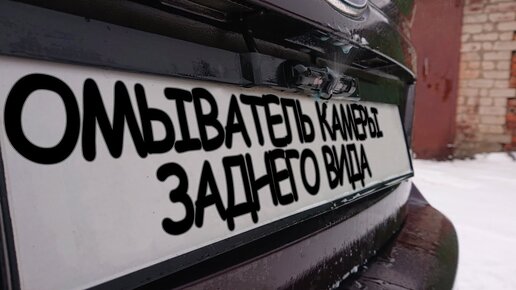 ОМЫВАТЕЛЬ КАМЕРЫ
ЗАДНЕГО ВИДА